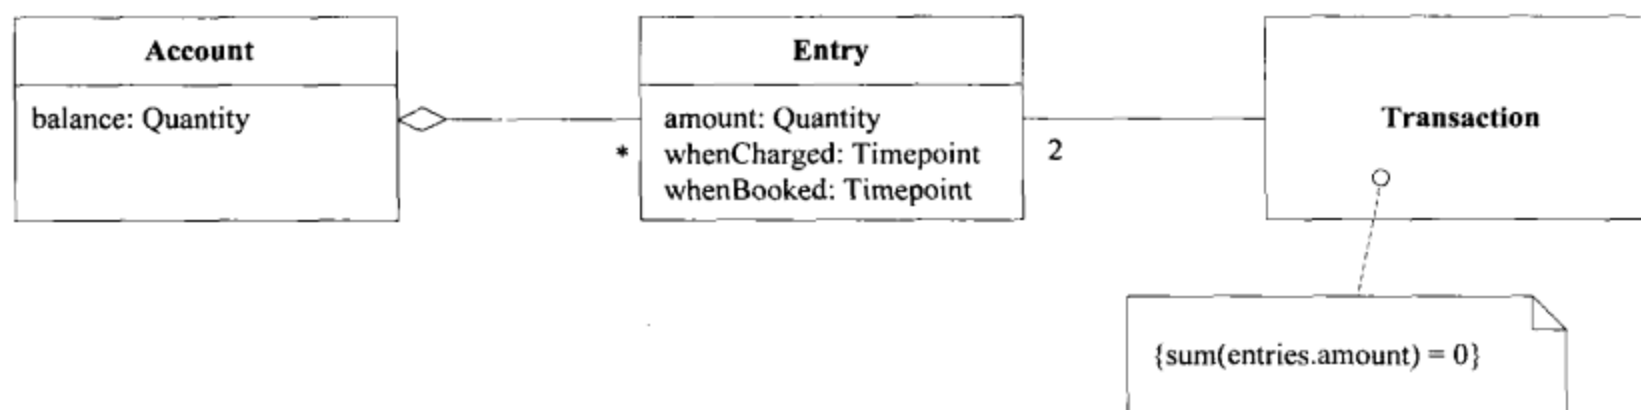 Account
balance: Quantity
*
Entry
amount: Quantity
whenCharged: Timepoint
whenBooked: Timepoint
2
Transaction
{sum(entries.amount) = 0}